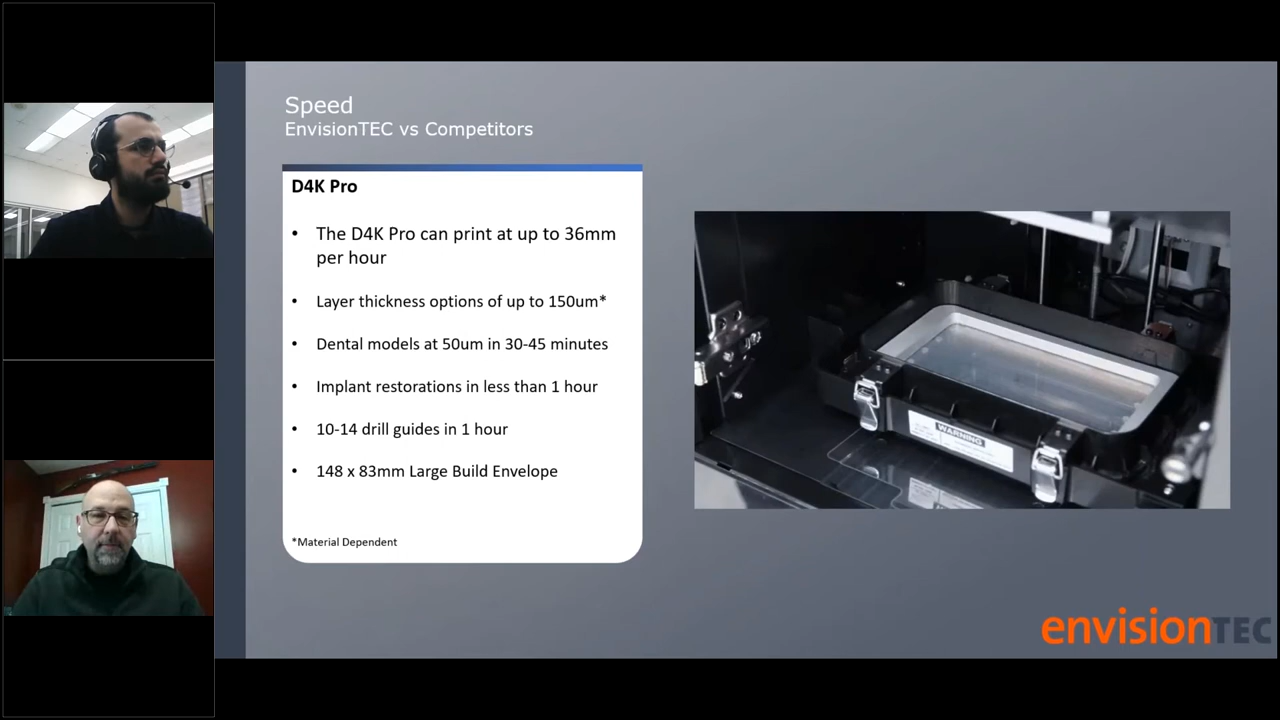 Speed
EnvisionTEC vs Competitors
D4K Pro
• The D4K Pro can print at up to 36mm
per hour
• Layer thickness options of up to 150um*
• Dental models at 50um in 30-45 minutes
• Implant restorations in less than 1 hour
• 10-14 drill guides in 1 hour
• 148 x 83mm Large Build Envelope
*Material Dependent
WARNING
envisionTEC